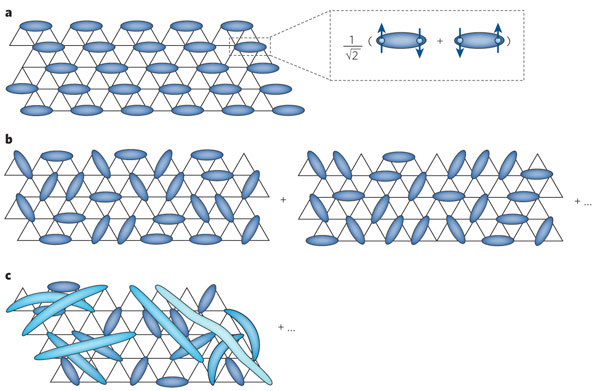 a
1/√2 ( + )
b
+ + ...
c
+ ...